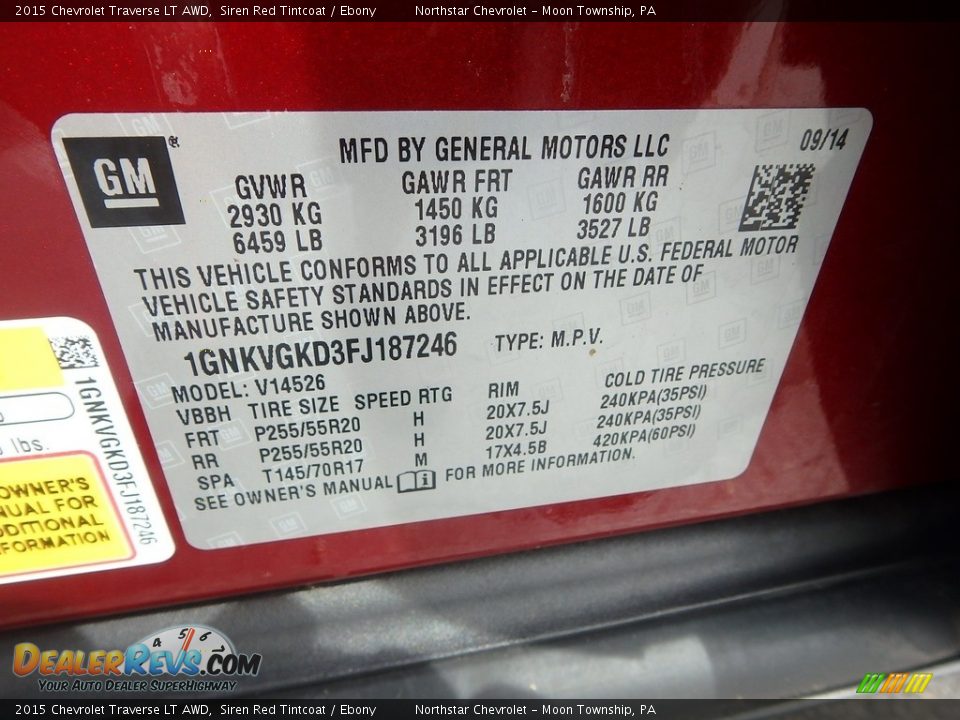 2015 Chevrolet Traverse LT AWD, Siren Red Tintcoat / Ebony Northstar Chevrolet - Moon Township, PA
GM
MFD BY GENERAL MOTORS LLC 09/14
GVWR GAWR FRT GAWR RR
2930 KG 1450 KG 1600 KG
6459 LB 3196 LB 3527 LB
THIS VEHICLE CONFORMS TO ALL APPLICABLE U.S. FEDERAL MOTOR
VEHICLE SAFETY STANDARDS IN EFFECT ON THE DATE OF
MANUFACTURE SHOWN ABOVE.
1GNKVGKD3FJ187246 TYPE: M.P.V.
MODEL: V14526
VBBH TIRE SIZE SPEED RTG RIM COLD TIRE PRESSURE
FRT P255/55R20 H 20X7.5J 240KPA(35PSI)
RR P255/55R20 H 20X7.5J 240KPA(35PSI)
SPA T145/70R17 M 17X4.5B 420KPA(60PSI)
SEE OWNER'S MANUAL i FOR MORE INFORMATION.
1GNKVGKD3FJ187246
lbs.
OWNER'S
FOR
DEALERREVS.COM
4 5 6
YOUR AUTO DEALER SUPERHIGHWAY
2015 Chevrolet Traverse LT AWD, Siren Red Tintcoat / Ebony Northstar Chevrolet - Moon Township, PA